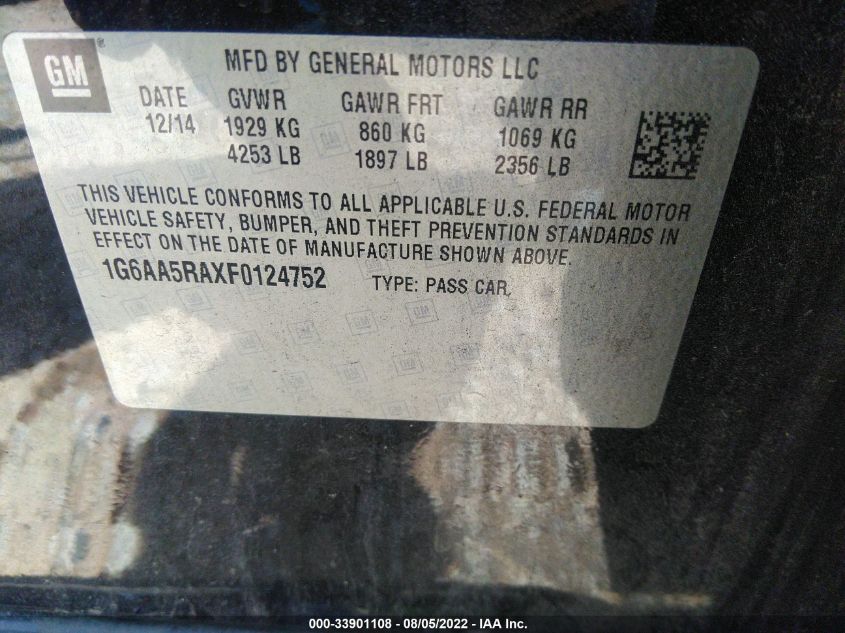 GM
MFD BY GENERAL MOTORS LLC
DATE GVWR GAWR FRT GAWR RR
12/14 1929 KG 860 KG 1069 KG
4253 LB 1897 LB 2356 LB
THIS VEHICLE CONFORMS TO ALL APPLICABLE U.S. FEDERAL MOTOR
VEHICLE SAFETY, BUMPER, AND THEFT PREVENTION STANDARDS IN
EFFECT ON THE DATE OF MANUFACTURE SHOWN ABOVE.
1G6AA5RAXF0124752 TYPE: PASS CAR
000-33901108 - 08/05/2022 - IAA Inc.